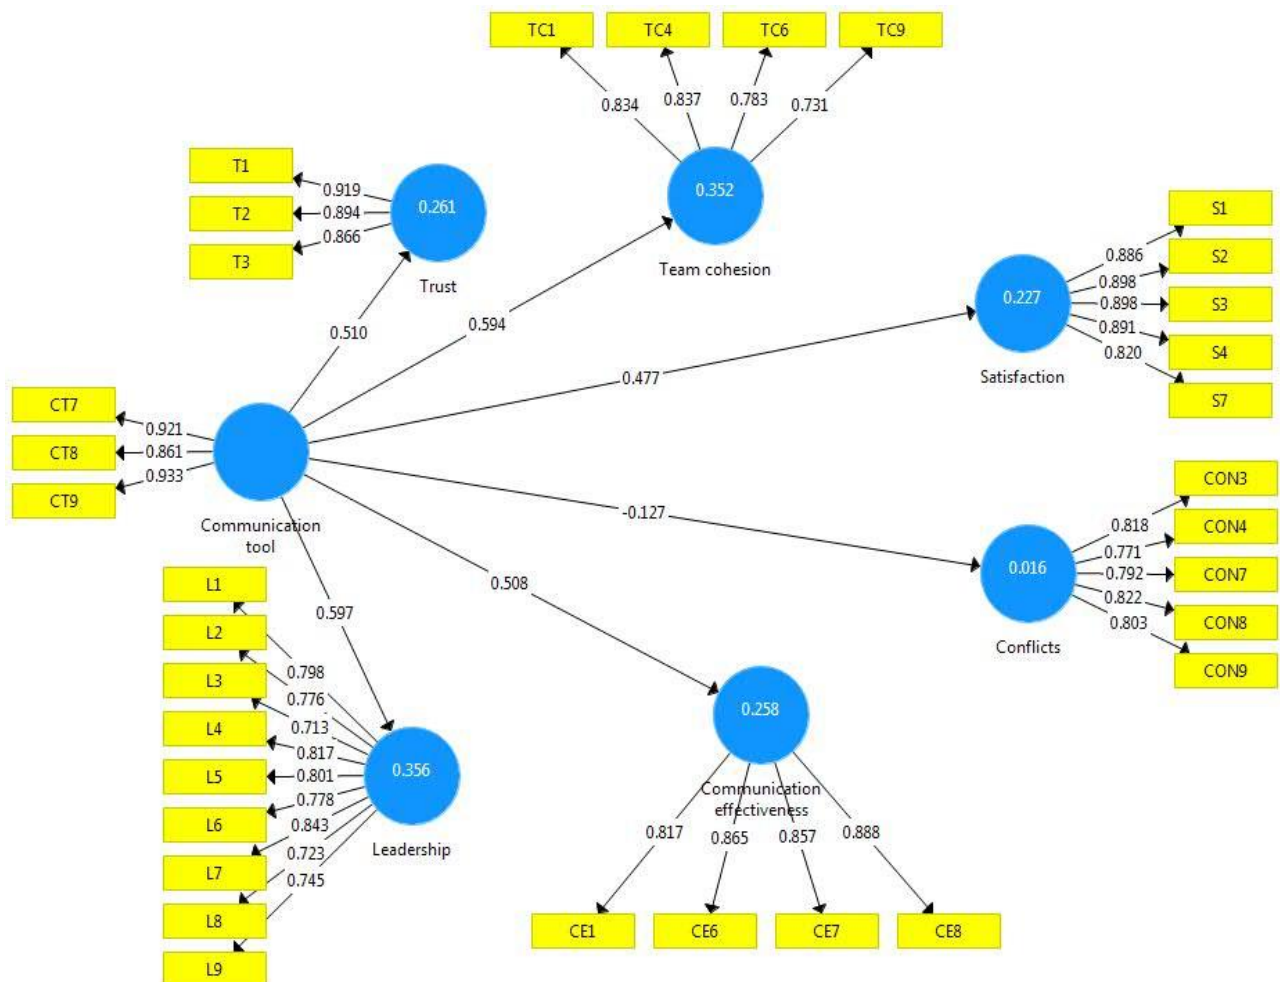 TC1
TC4
TC6
TC9
0.834
0.837
0.783
0.731
T1
T2
T3
0.919
0.894
0.866
0.261
Trust
0.352
Team cohesion
S1
S2
S3
S4
S7
0.886
0.898
0.898
0.891
0.820
0.227
Satisfaction
0.510
0.594
0.477
CT7
CT8
CT9
0.921
0.861
0.933
Communication
tool
-0.127
0.508
0.597
CON3
CON4
CON7
CON8
CON9
0.818
0.771
0.792
0.822
0.803
0.016
Conflicts
L1
L2
L3
L4
L5
L6
L7
L8
L9
0.798
0.776
0.713
0.817
0.801
0.778
0.843
0.723
0.745
0.356
Leadership
0.258
Communication
effectiveness
0.817
0.865
0.857
0.888
CE1
CE6
CE7
CE8